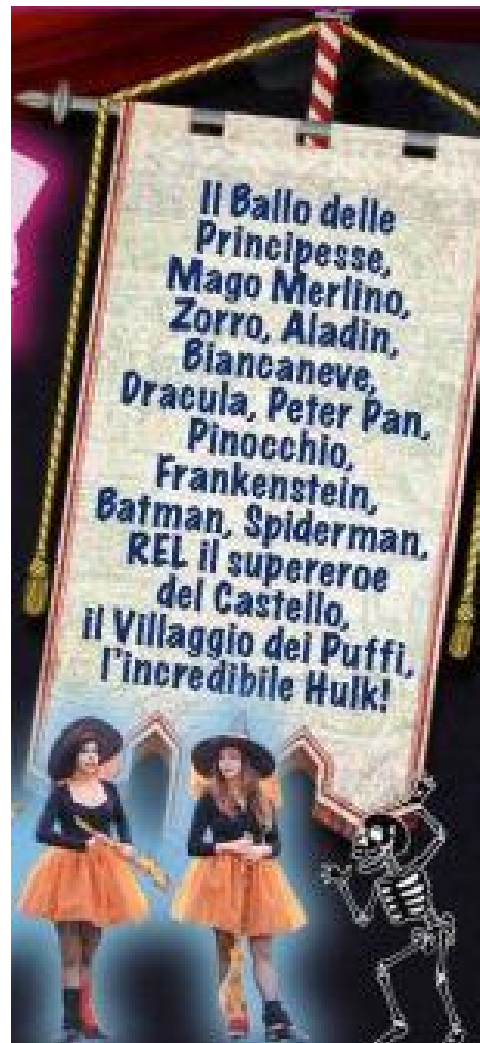 Il Ballo delle
Principesse,
Mago Merlino,
Zorro, Aladin,
Biancaneve,
Dracula, Peter Pan,
Pinocchio,
Frankenstein,
Batman, Spiderman,
REL il supereroe
del Castello,
il Villaggio dei Puffi,
l'incredibile Hulk!